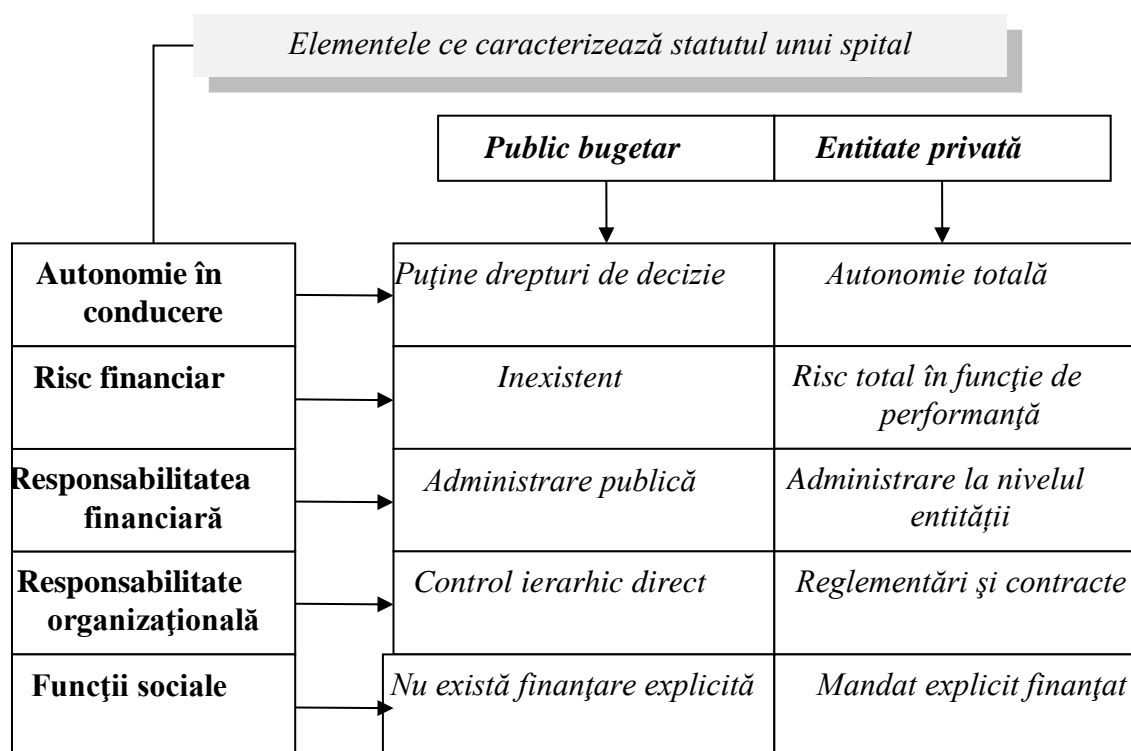 Elementele ce caracterizează statutul unui spital
Public bugetar
Entitate privată
Autonomie în
conducere
Puţine drepturi de decizie
Autonomie totală
Risc financiar
Inexistent
Risc total în funcţie de
performanţă
Responsabilitatea
financiară
Administrare publică
Administrare la nivelul
entității
Responsabilitate
organizaţională
Control ierarhic direct
Reglementări şi contracte
Funcţii sociale
Nu există finanţare explicită
Mandat explicit finanţat